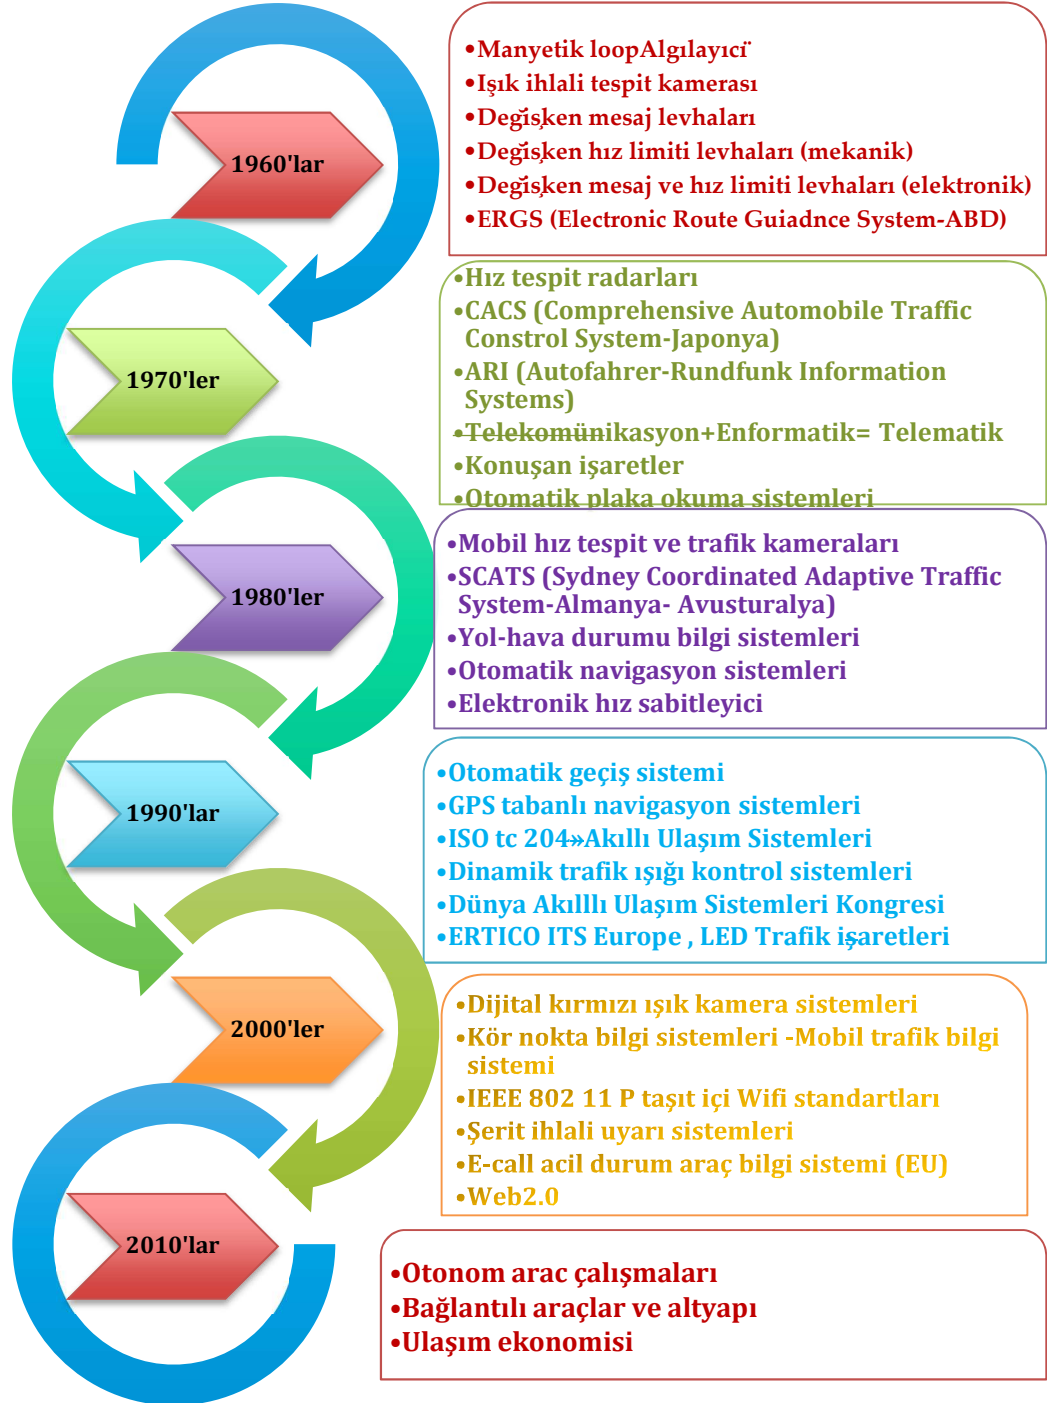 1960'lar
•Manyetik loopAlgılayıcï
•Işık ihlali tespit kamerası
•Değişken mesaj levhaları
•Değişken hız limiti levhaları (mekanik)
•Değişken mesaj ve hız limiti levhaları (elektronik)
•ERGS (Electronic Route Guiadnce System-ABD)
1970'ler
•Hız tespit radarları
•CACS (Comprehensive Automobile Traffic
Constrol System-Japonya)
•ARI (Autofahrer-Rundfunk Information
Systems)
•Telekomünikasyon+Enformatik= Telematik
•Konuşan işaretler
•Otomatik plaka okuma sistemleri
1980'ler
•Mobil hız tespit ve trafik kameraları
•SCATS (Sydney Coordinated Adaptive Traffic
System-Almanya- Avusturalya)
•Yol-hava durumu bilgi sistemleri
•Otomatik navigasyon sistemleri
•Elektronik hız sabitleyici
1990'lar
•Otomatik geçiş sistemi
•GPS tabanlı navigasyon sistemleri
•ISO tc 204»Akıllı Ulaşım Sistemleri
•Dinamik trafik ışığı kontrol sistemleri
•Dünya Akılllı Ulaşım Sistemleri Kongresi
•ERTICO ITS Europe , LED Trafik işaretleri
2000'ler
•Dijital kırmızı ışık kamera sistemleri
•Kör nokta bilgi sistemleri -Mobil trafik bilgi
sistemi
•IEEE 802 11 P taşıt içi Wifi standartları
•Şerit ihlali uyarı sistemleri
•E-call acil durum araç bilgi sistemi (EU)
•Web2.0
2010'lar
•Otonom arac çalışmaları
•Bağlantılı araçlar ve altyapı
•Ulaşım ekonomisi